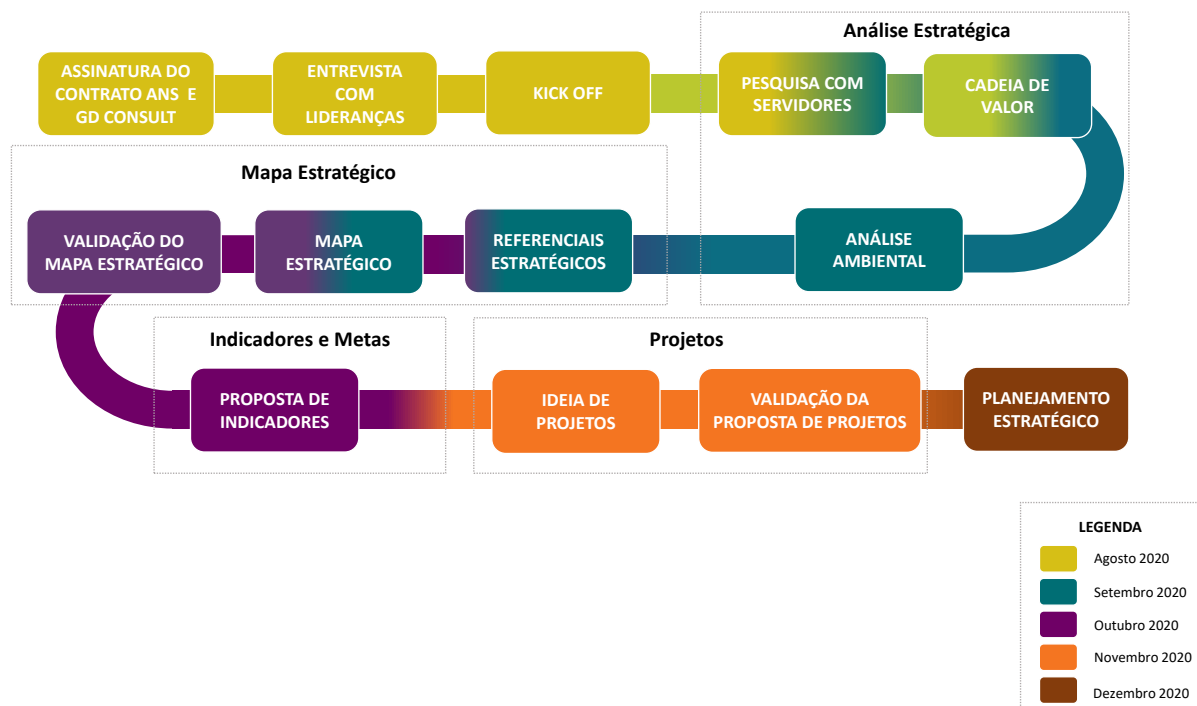 Análise Estratégica
ASSINATURA DO
CONTRATO ANS E
GD CONSULT
ENTREVISTA
COM
LIDERANÇAS
KICK OFF
PESQUISA COM
SERVIDORES
CADEIA DE
VALOR
Mapa Estratégico
VALIDAÇÃO DO
MAPA ESTRATÉGICO
MAPA
ESTRATÉGICO
REFERENCIAIS
ESTRATÉGICOS
ANÁLISE
AMBIENTAL
Indicadores e Metas
Projetos
PROPOSTA DE
INDICADORES
IDEIA DE
PROJETOS
VALIDAÇÃO DA
PROPOSTA DE PROJETOS
PLANEJAMENTO
ESTRATÉGICO
LEGENDA
Agosto 2020
Setembro 2020
Outubro 2020
Novembro 2020
Dezembro 2020